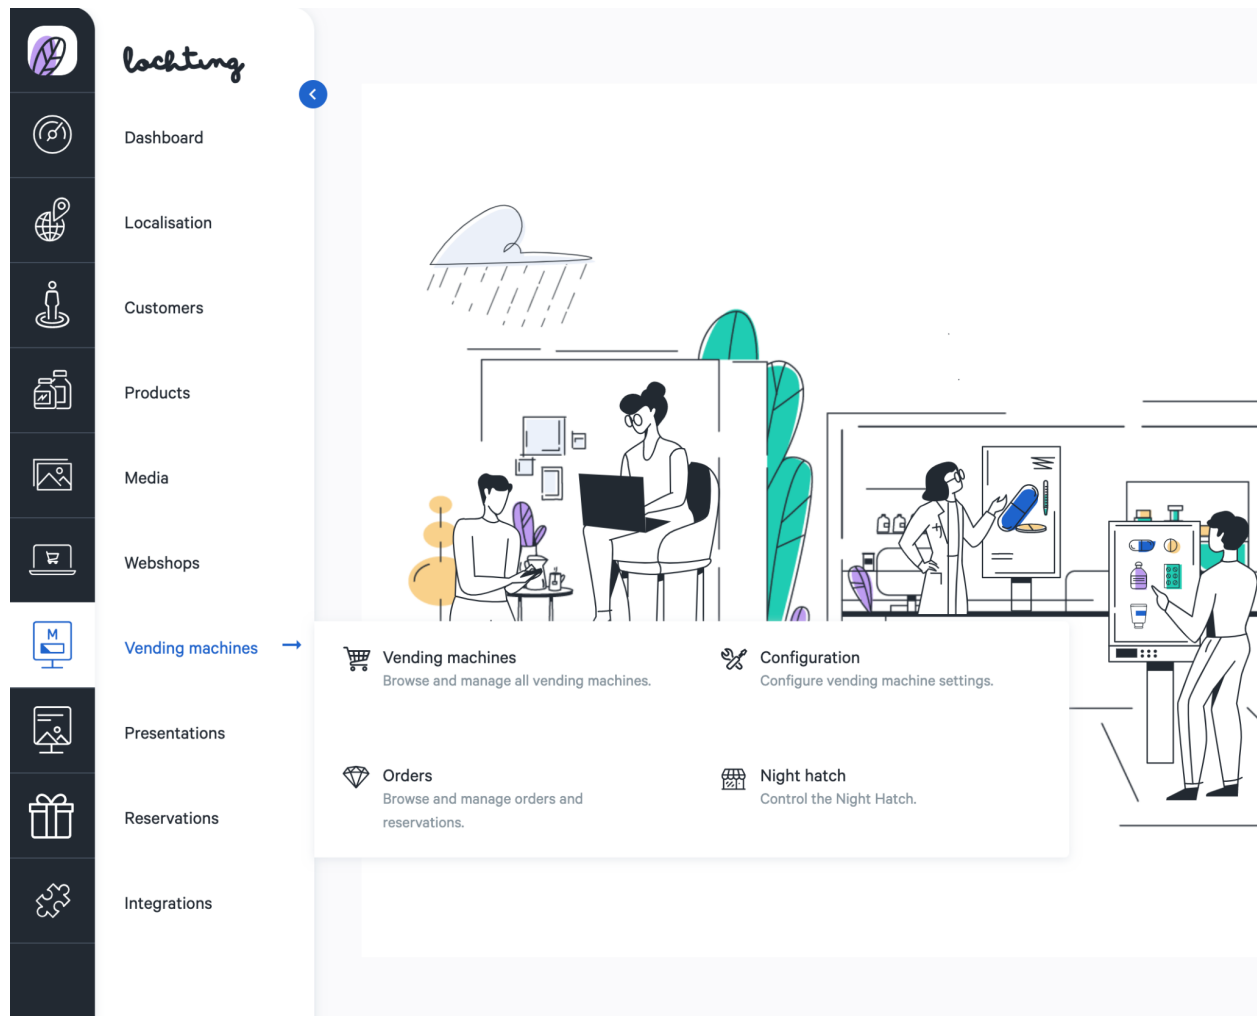 lochting
Dashboard
Localisation
Customers
Products
Media
Webshops
M
Vending machines
Presentations
Reservations
Integrations
Vending machines
Browse and manage all vending machines.
Configuration
Configure vending machine settings.
Orders
Browse and manage orders and
reservations.
Night hatch
Control the Night Hatch.